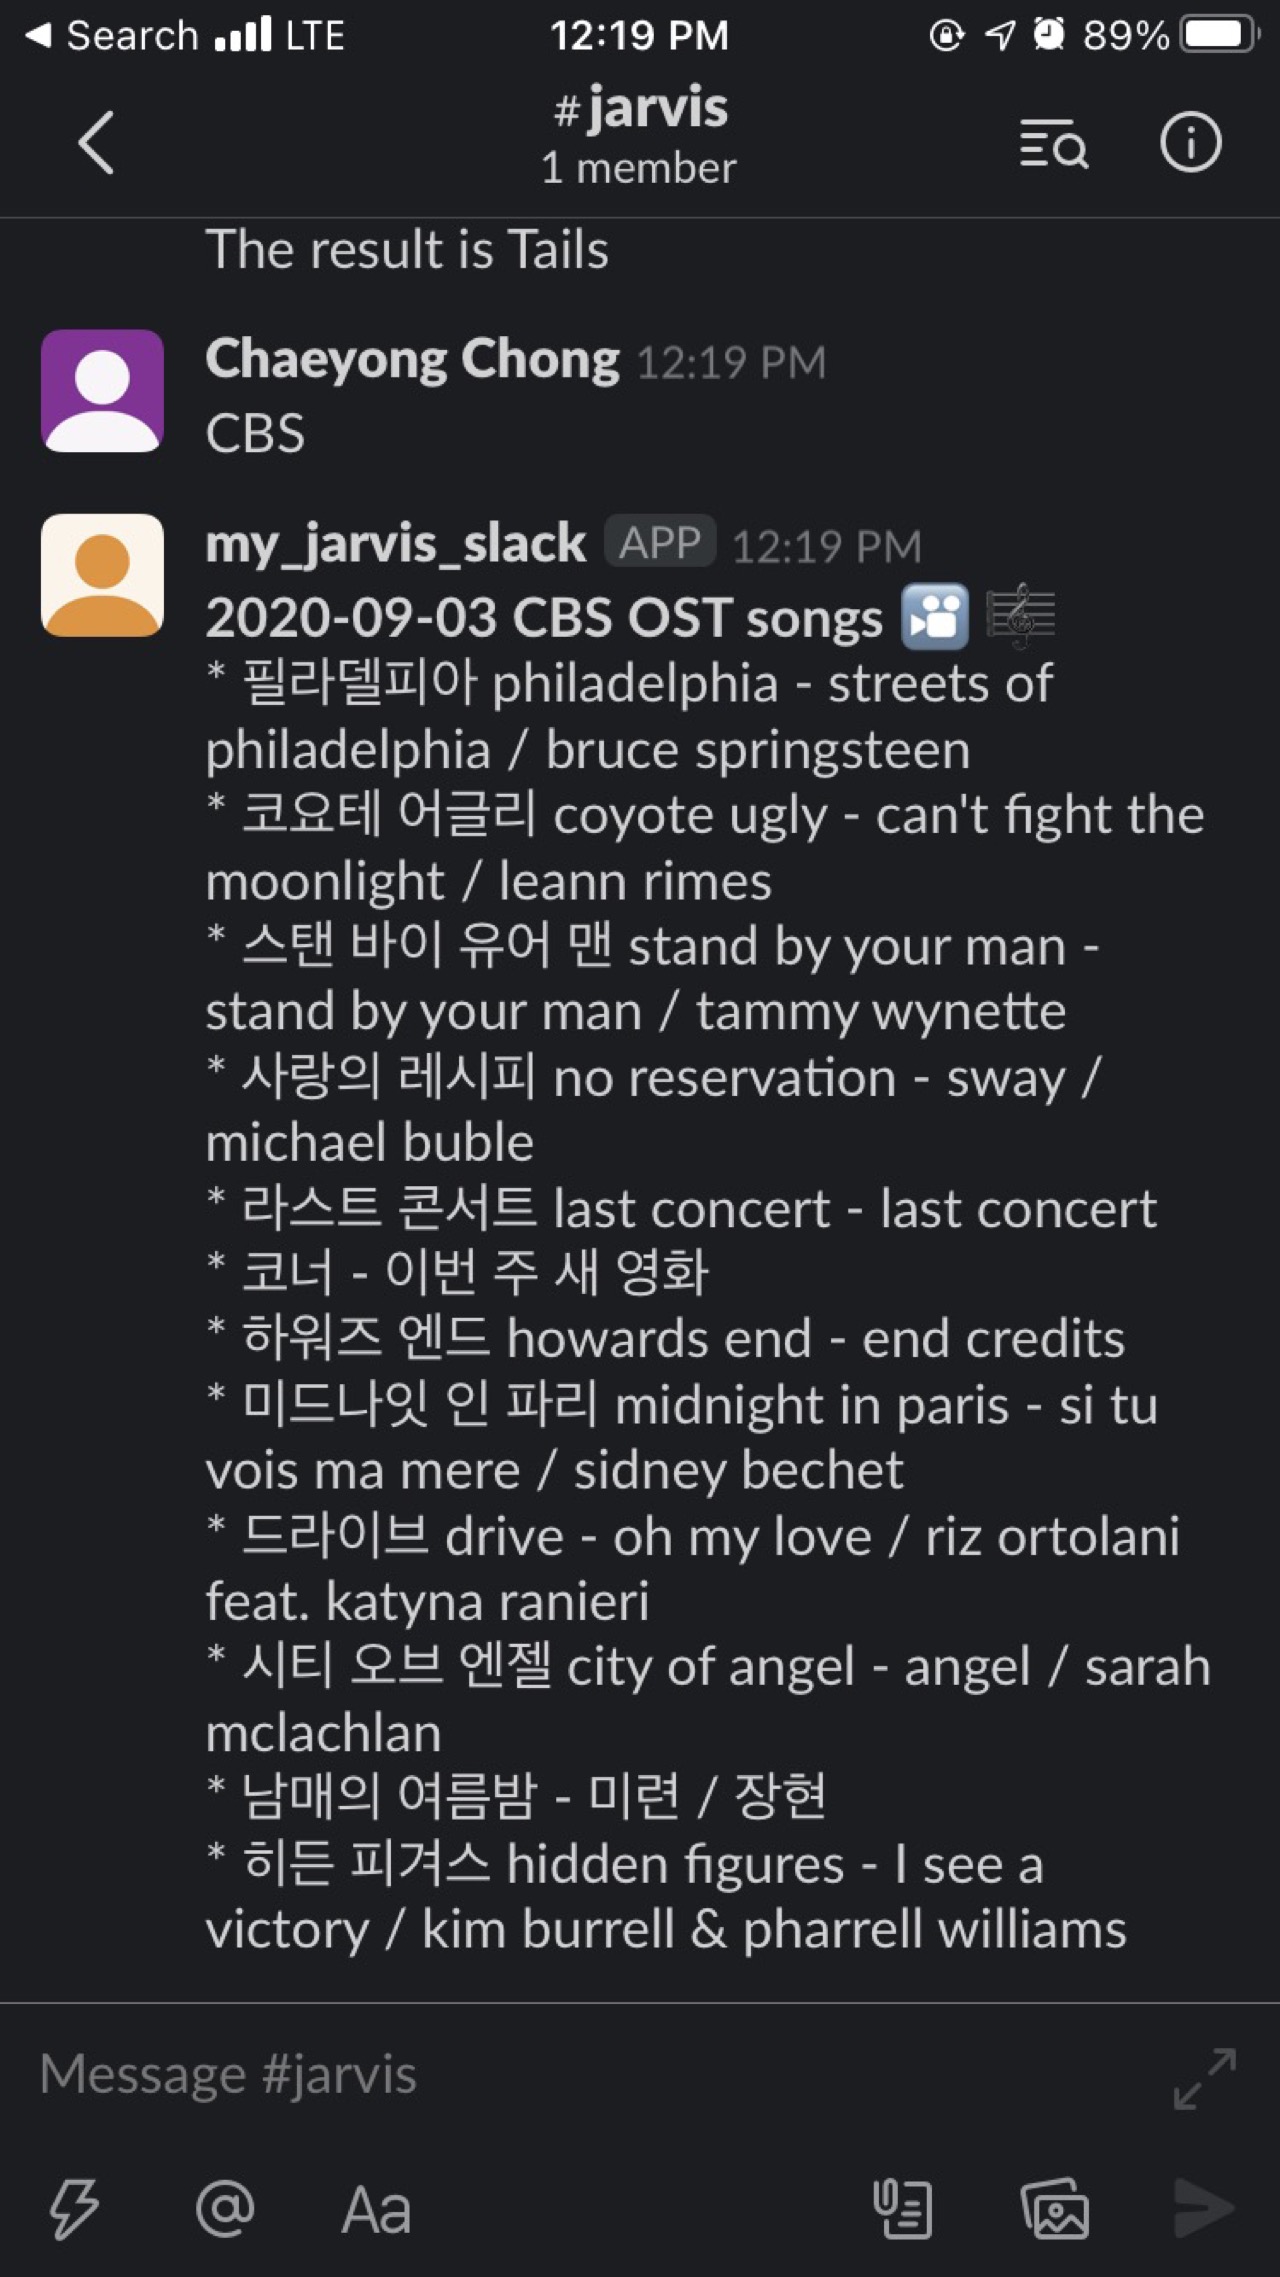 Search LTE 12:19 PM 89%
#jarvis
1 member
The result is Tails
Chaeyong Chong 12:19 PM
CBS
my_jarvis_slack APP 12:19 PM
2020-09-03 CBS OST songs
* 필라델피아 philadelphia - streets of
philadelphia / bruce springsteen
* 코요테 어글리 coyote ugly - can't fight the
moonlight / leann rimes
* 스탠 바이 유어 맨 stand by your man -
stand by your man / tammy wynette
* 사랑의 레시피 no reservation - sway /
michael buble
* 라스트 콘서트 last concert - last concert
* 코너 - 이번 주 새 영화
* 하워즈 엔드 howards end - end credits
* 미드나잇 인 파리 midnight in paris - si tu
vois ma mere / sidney bechet
* 드라이브 drive - oh my love / riz ortolani
feat. katyna ranieri
* 시티 오브 엔젤 city of angel - angel / sarah
mclachlan
* 남매의 여름밤 - 미련 / 장현
* 히든 피겨스 hidden figures - I see a
victory / kim burrell & pharrell williams
Message #jarvis
@ Aa